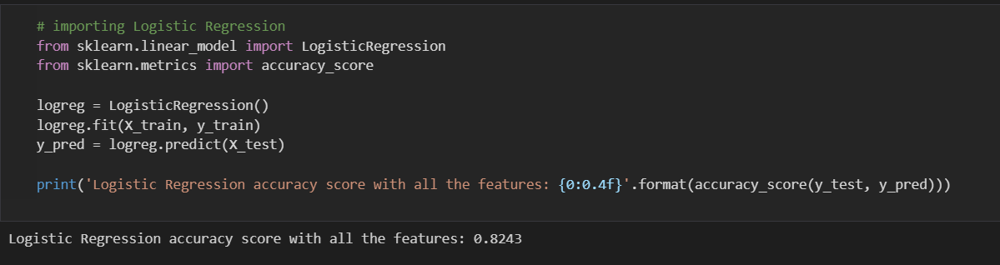 # importing Logistic Regression
from sklearn.linear_model import LogisticRegression
from sklearn.metrics import accuracy_score
logreg = LogisticRegression()
logreg.fit(X_train, y_train)
y_pred = logreg.predict(X_test)
print('Logistic Regression accuracy score with all the features: {0:0.4f}'.format(accuracy_score(y_test, y_pred)))
Logistic Regression accuracy score with all the features: 0.8243